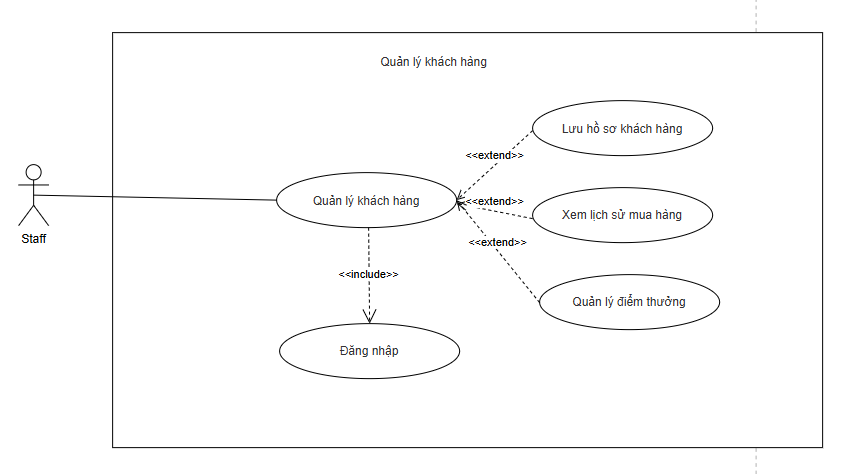 Quản lý khách hàng
Lưu hồ sơ khách hàng
<<extend>>
Quản lý khách hàng
<<extend>>
Xem lịch sử mua hàng
Staff
<<extend>>
<<include>>
Quản lý điểm thưởng
Đăng nhập